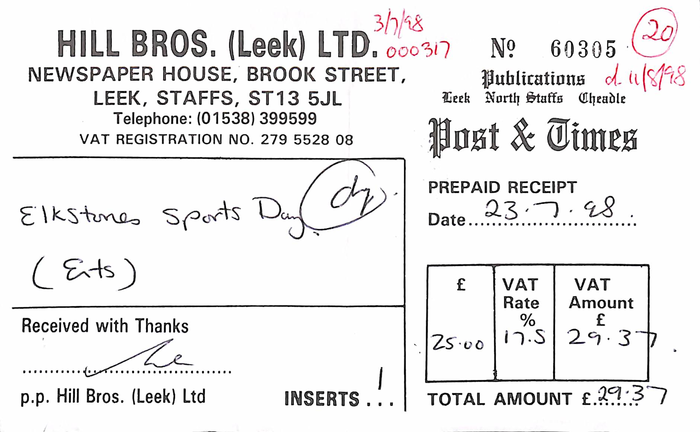 3/7/98
HILL BROS. (Leek) LTD. 000317
NEWSPAPER HOUSE, BROOK STREET,
LEEK, STAFFS, ST13 5JL
Telephone: (01538) 399599
VAT REGISTRATION NO. 279 5528 08
Elkstones Sports Day
(Ents)
Received with Thanks
p.p. Hill Bros. (Leek) Ltd
INSERTS 1...
20
Nº 60305
Publications d. 11/8/98
Leek North Staffs Cheadle
Post & Times
PREPAID RECEIPT
Date 23.7.98
£ VAT Rate % VAT Amount £
25.00 17.5 29.37
TOTAL AMOUNT £ 29.37